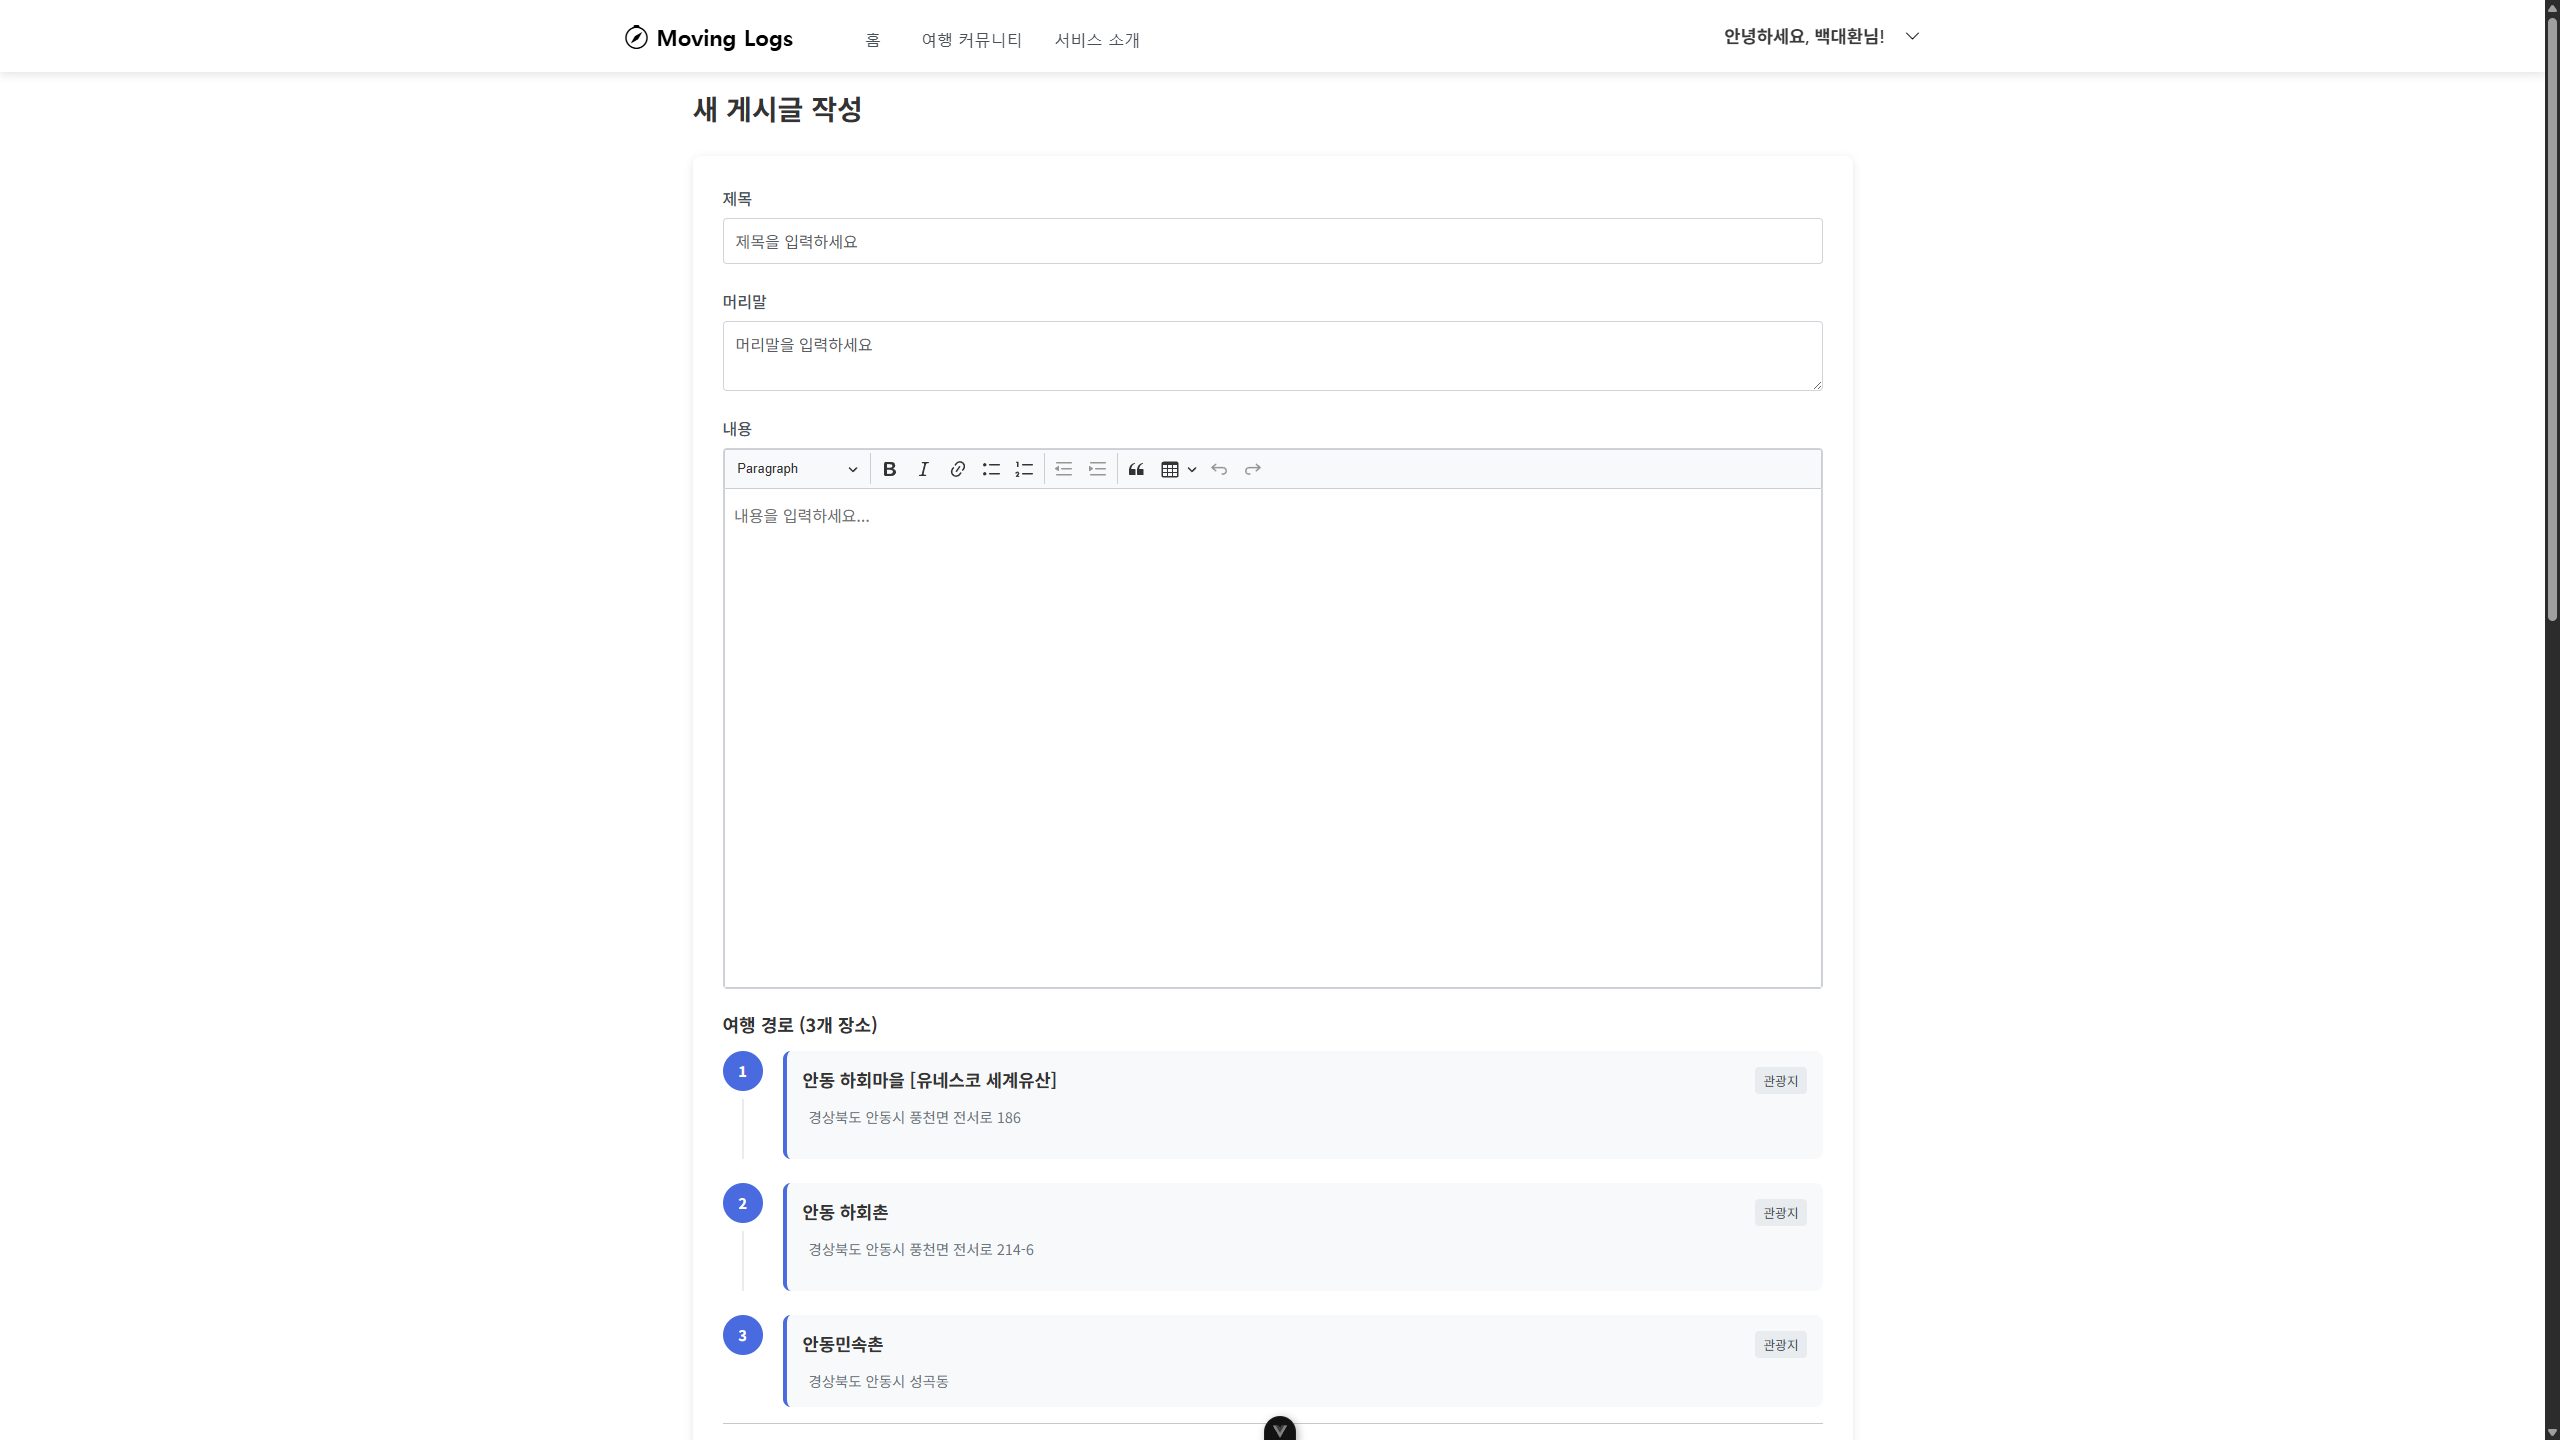 Moving Logs
홈
여행 커뮤니티
서비스 소개
안녕하세요, 백대환님!
새 게시글 작성
제목
제목을 입력하세요
머리말
머리말을 입력하세요
내용
Paragraph
내용을 입력하세요...
여행 경로 (3개 장소)
1
안동 하회마을 [유네스코 세계유산]
관광지
경상북도 안동시 풍천면 전서로 186
2
안동 하회촌
관광지
경상북도 안동시 풍천면 전서로 214-6
3
안동민속촌
관광지
경상북도 안동시 성곡동